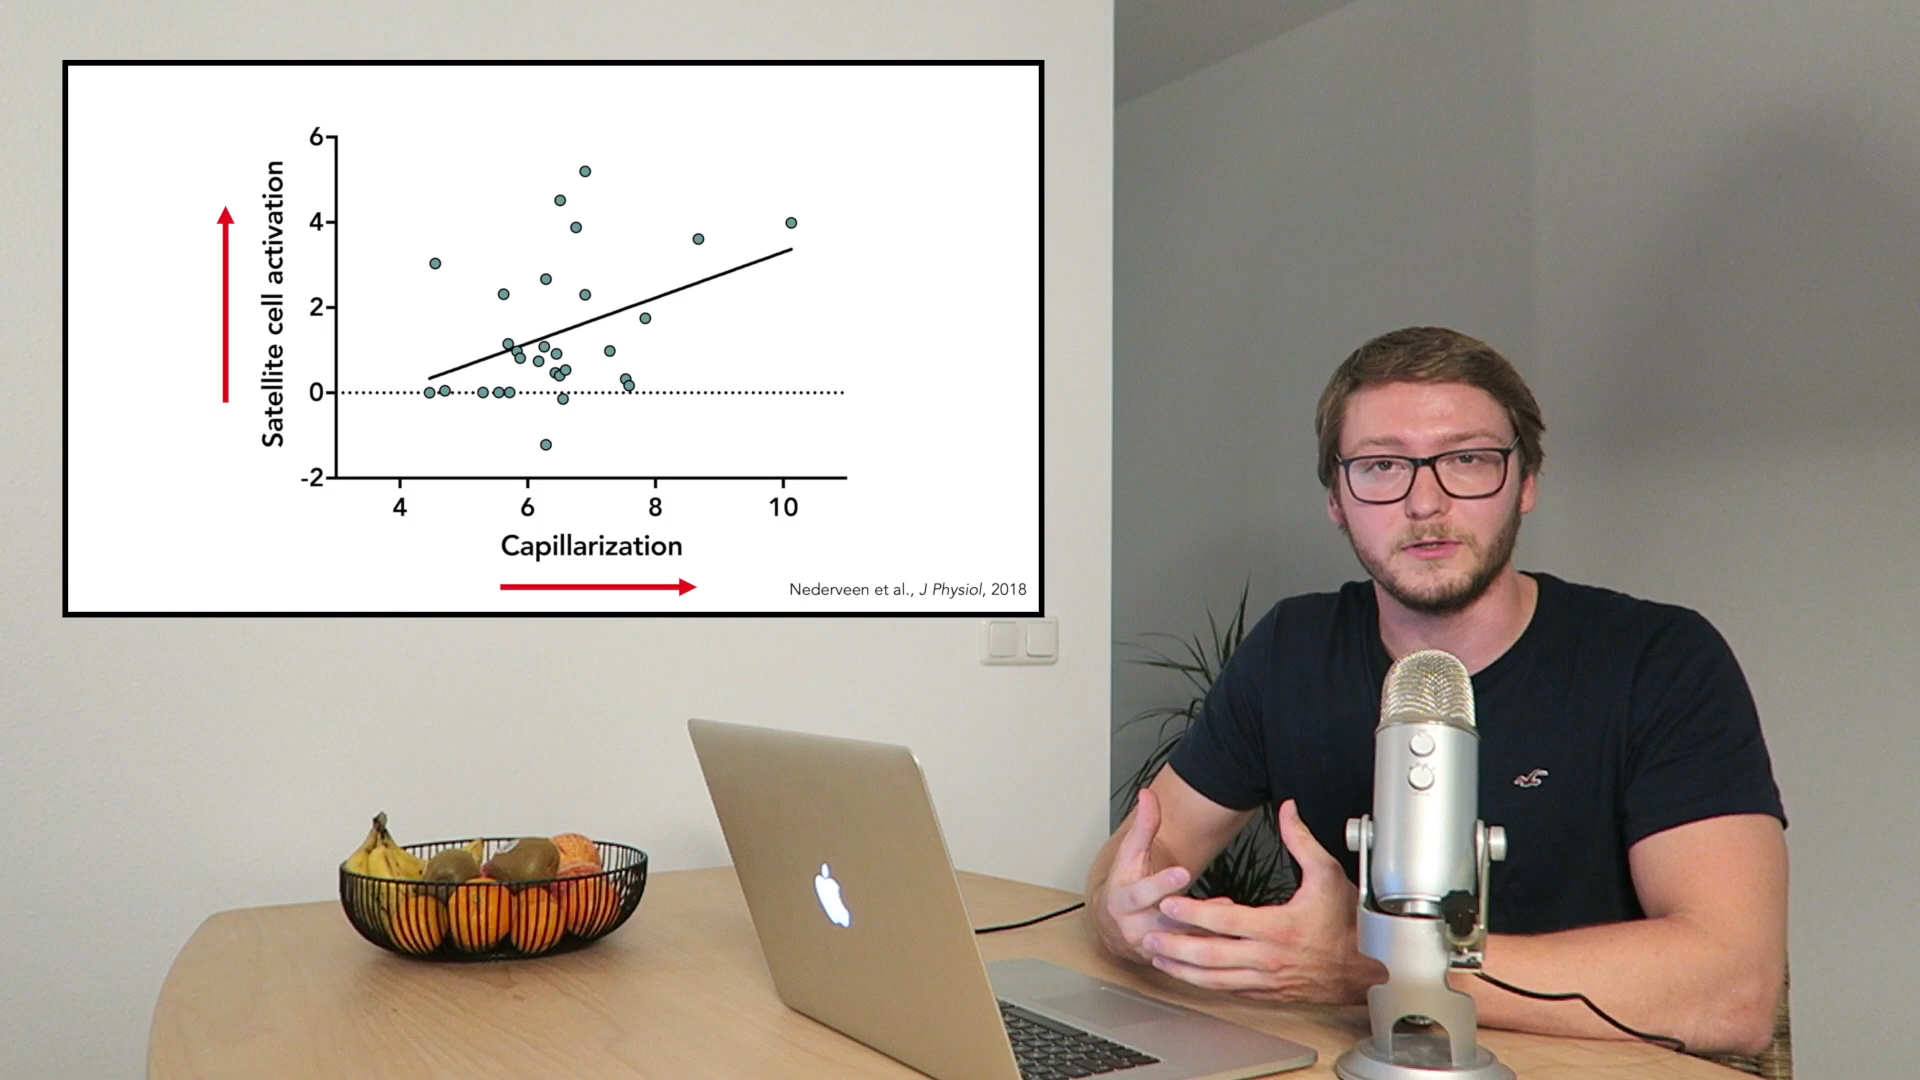 6
4
2
0
-2
Satellite cell activation
4 6 8 10
Capillarization
Nederveen et al., J Physiol, 2018